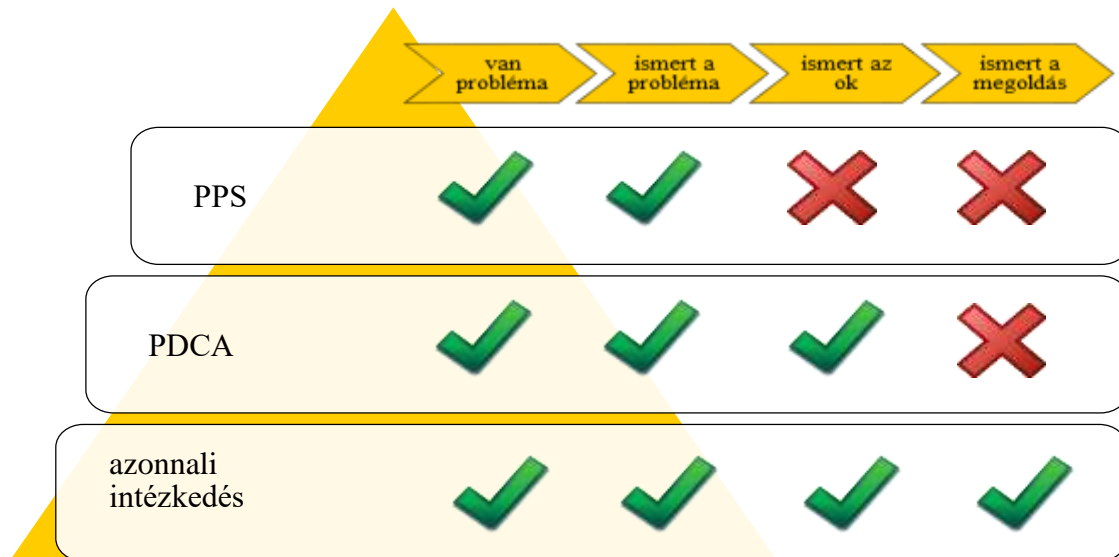 van
probléma
ismert a
probléma
ismert az
ok
ismert a
megoldás
PPS
PDCA
azonnali
intézkedés